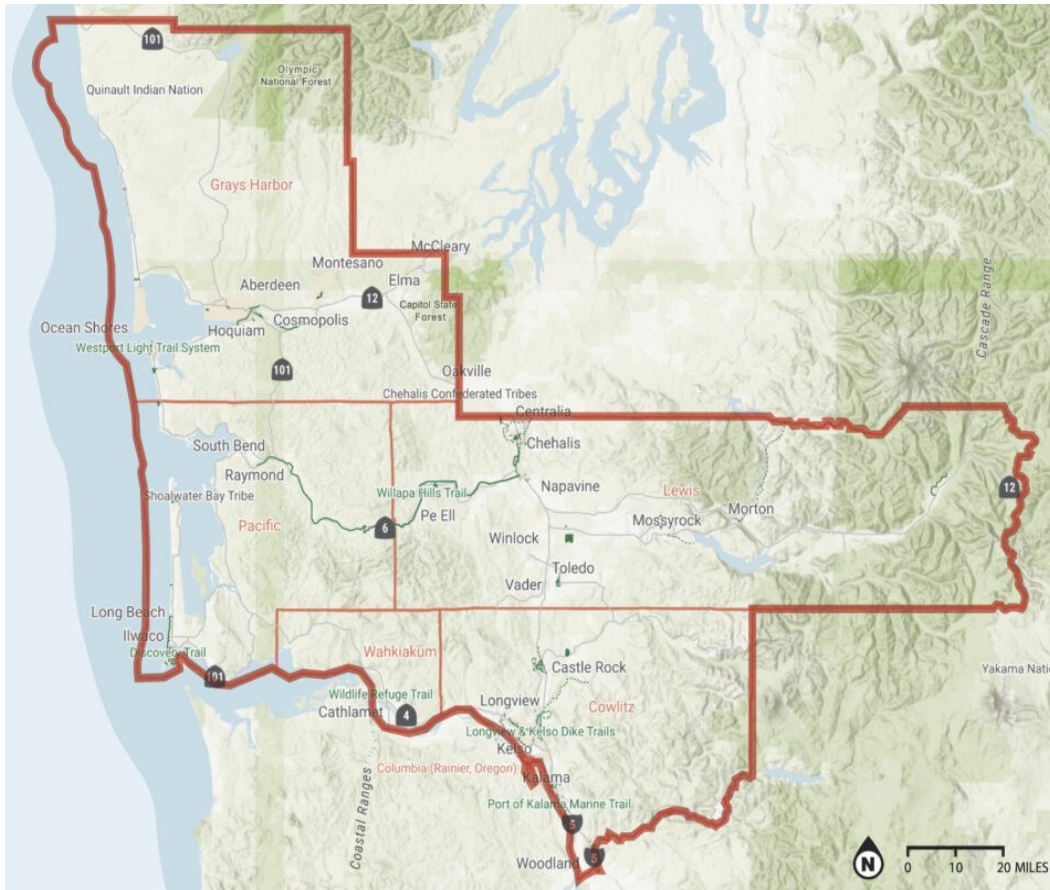 101
Olympic
National Forest
Quinault Indian Nation
Grays Harbor
McCleary
Montesano
Elma
Aberdeen
12
Capitol State
Forest
Cosmopolis
Hoquiam
Ocean Shores
Westport Light Trail System
101
Oakville
Chehalis Confederated Tribes
Cascade Range
Centralia
Chehalis
South Bend
Raymond
Willapa Hills Trail
Napavine
Lewis
12
Shoalwater Bay Tribe
Pe Ell
Mossyrock
Morton
Pacific
6
Winlock
Toledo
Vader
Long Beach
Ilwaco
Discovery Trail
Wahkiakum
Castle Rock
101
Wildlife Refuge Trail
Cathlamet
4
Longview
Cowlitz
Longview & Kelso Dike Trails
Kelso
Columbia (Rainier, Oregon)
Kalama
Port of Kalama Marine Trail
Coastal Ranges
5
Woodland
5
Yakama Natio
N
0 10 20 MILES